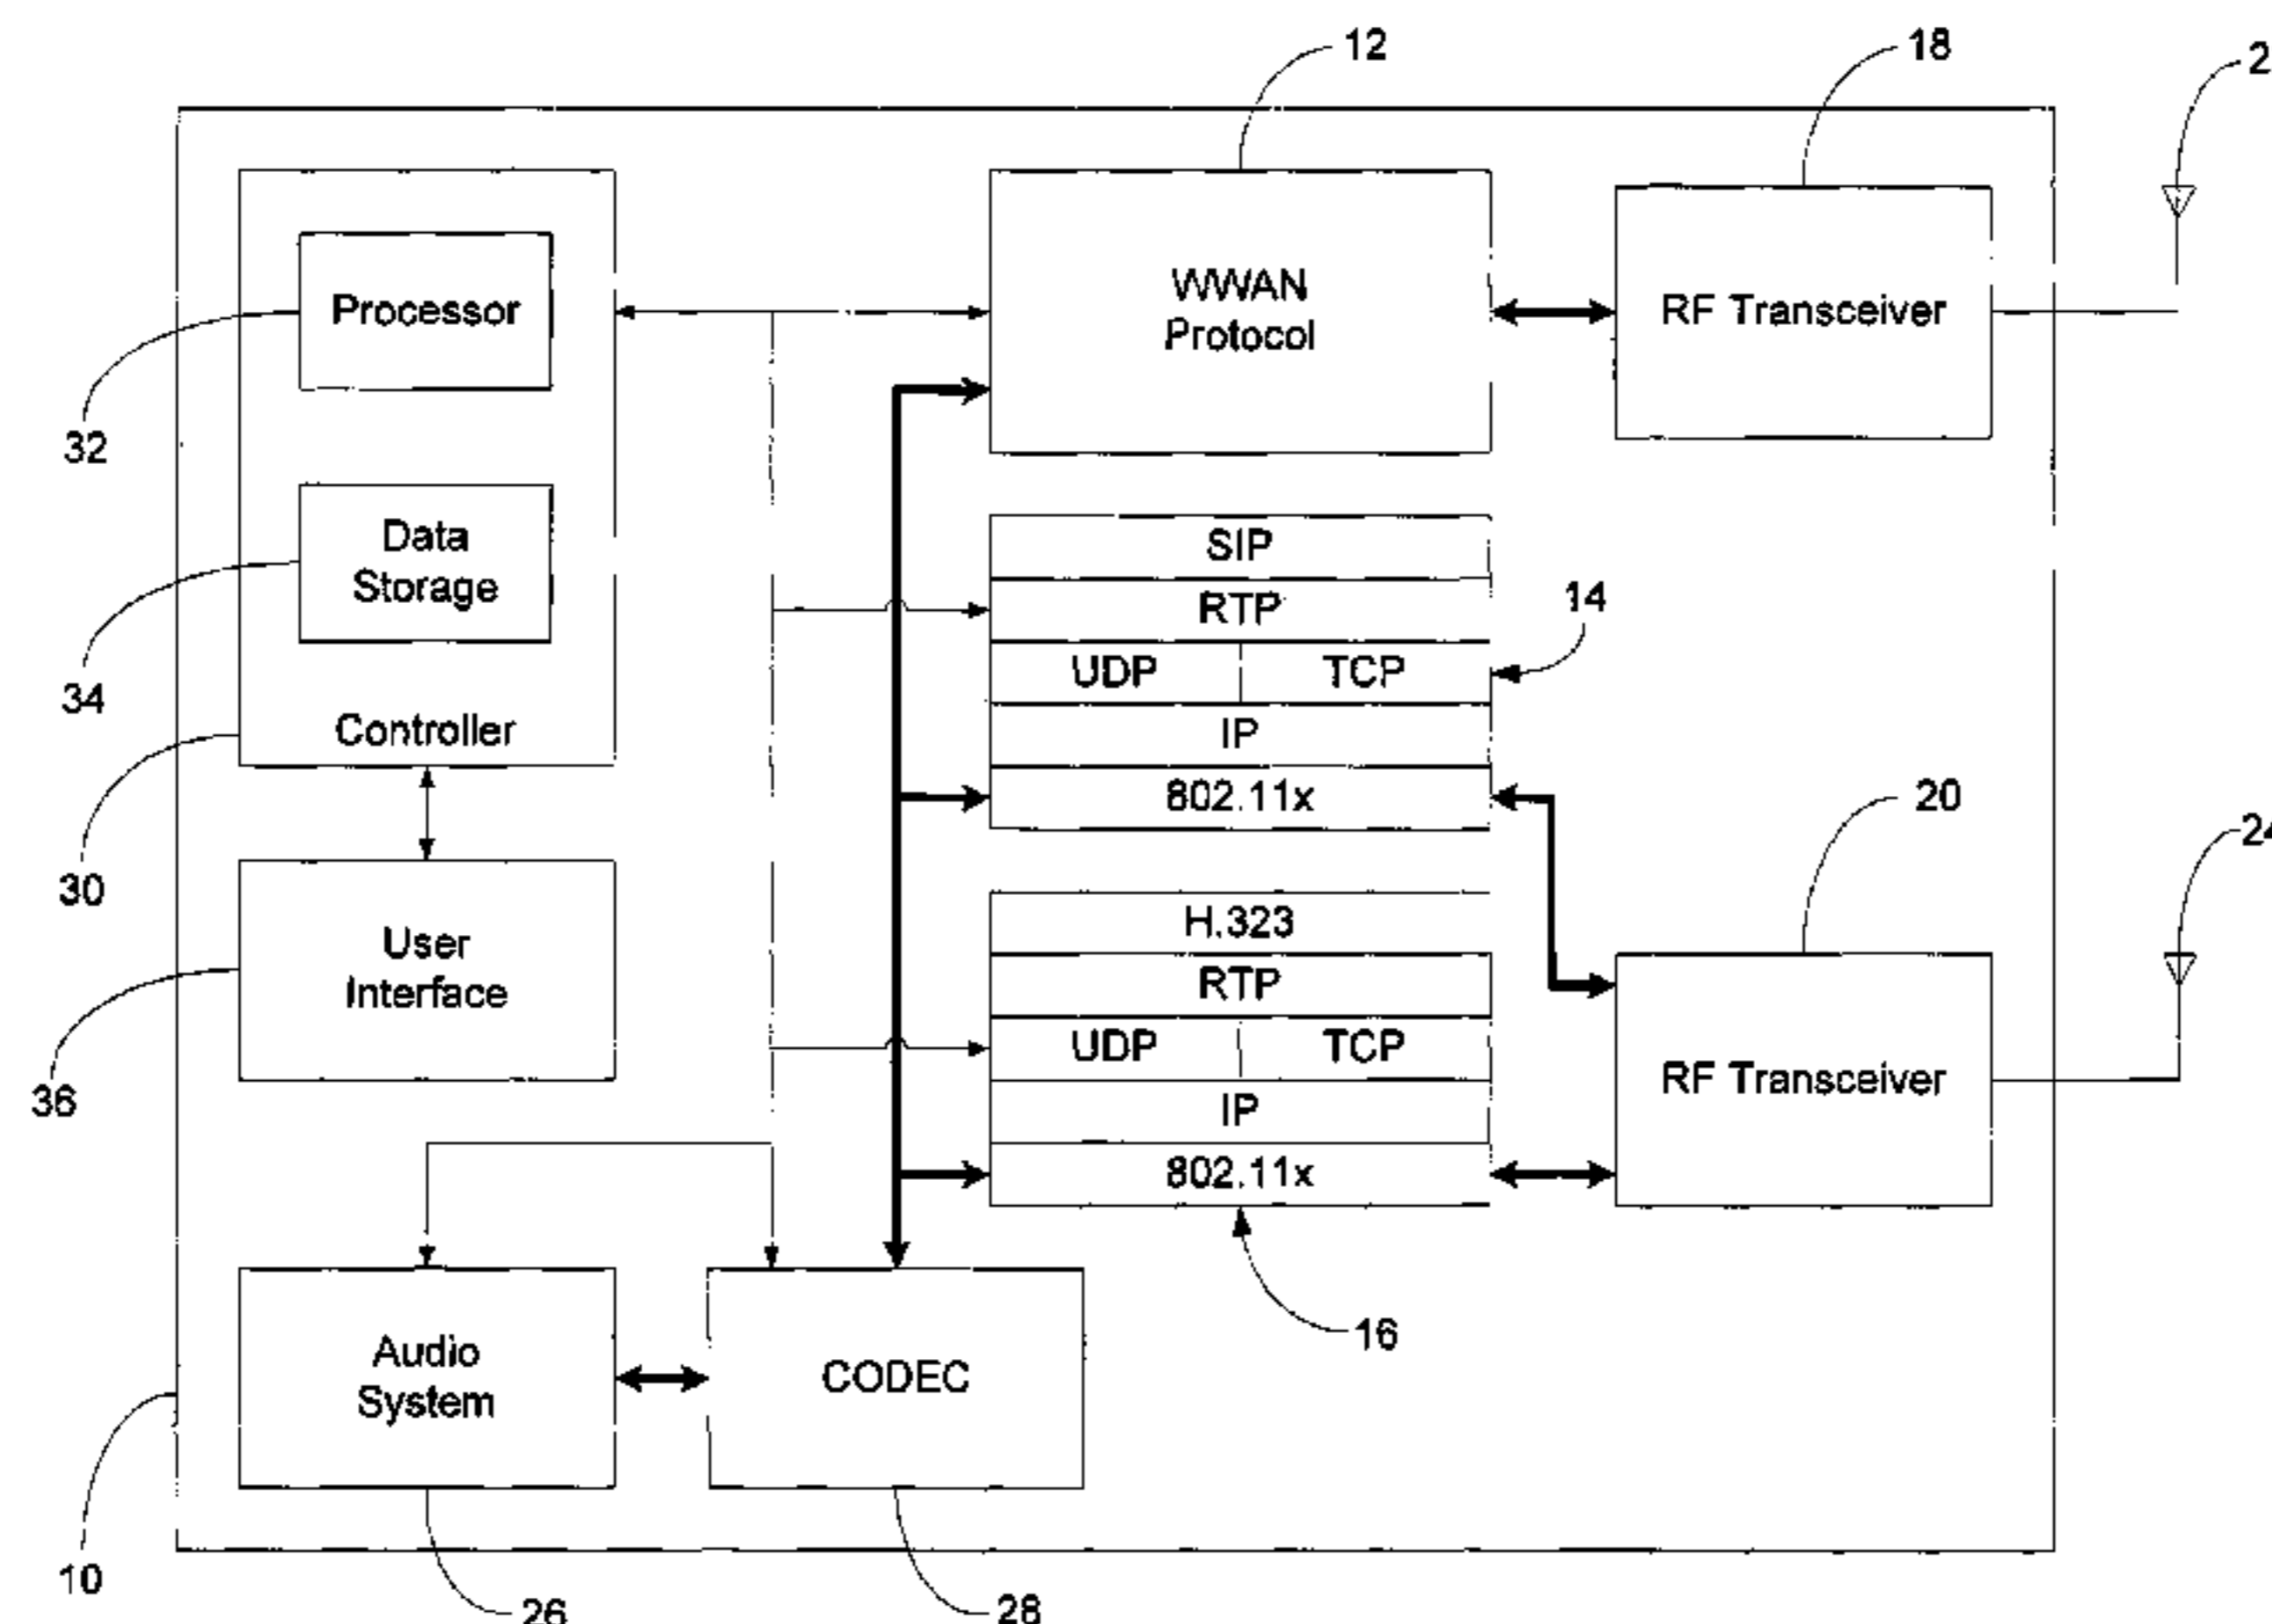 12
18
2
Processor
WWAN
Protocol
RF Transceiver
32
Data
Storage
SIP
RTP
14
UDP TCP
34
Controller
IP
802.11x
20
24
30
User
Interface
H.323
RTP
UDP TCP
RF Transceiver
36
IP
802.11x
16
Audio
System
CODEC
10
26
28